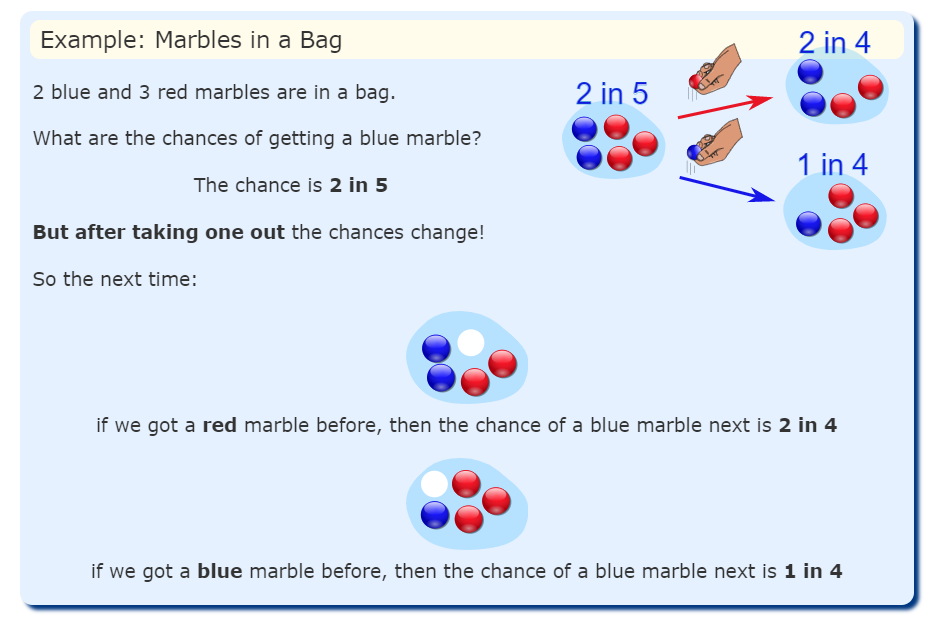 Example: Marbles in a Bag
2 blue and 3 red marbles are in a bag.
What are the chances of getting a blue marble?
The chance is 2 in 5
But after taking one out the chances change!
So the next time:
2 in 5
2 in 4
1 in 4
if we got a red marble before, then the chance of a blue marble next is 2 in 4
if we got a blue marble before, then the chance of a blue marble next is 1 in 4